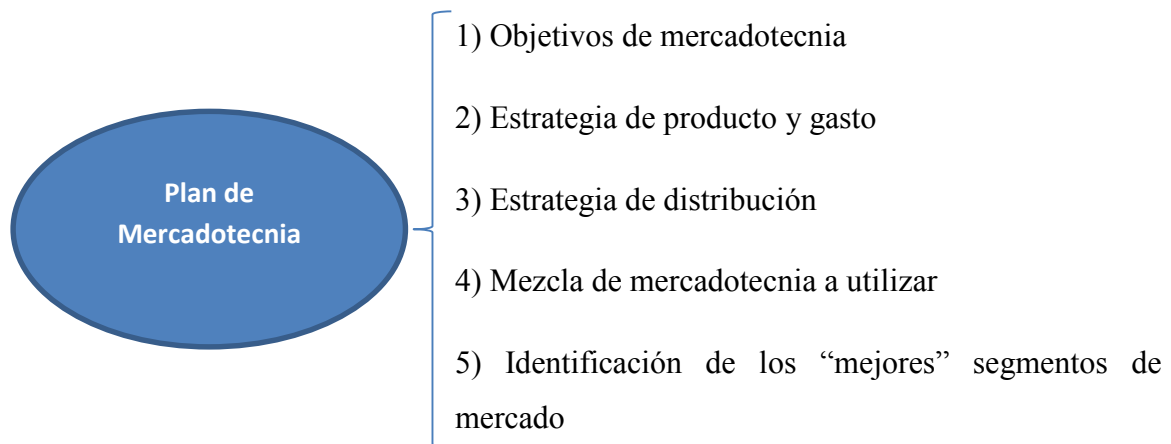 Plan de
Mercadotecnia
1) Objetivos de mercadotecnia
2) Estrategia de producto y gasto
3) Estrategia de distribución
4) Mezcla de mercadotecnia a utilizar
5) Identificación de los “mejores” segmentos de
mercado